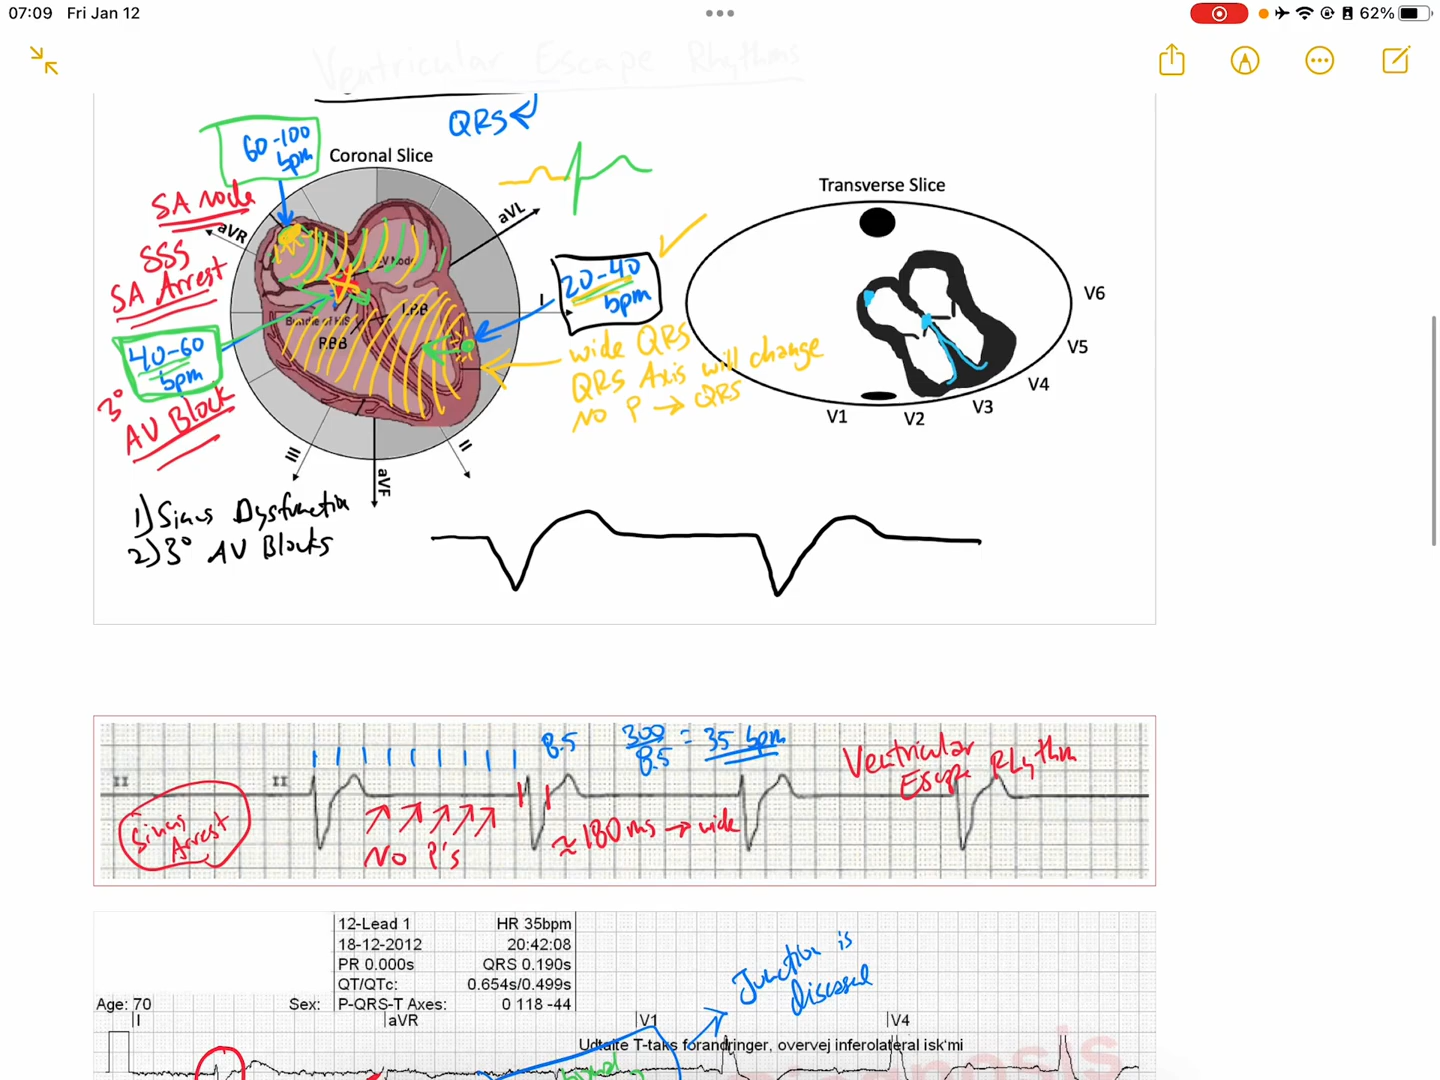 07:09 Fri Jan 12
62%
Ventricular Escape Rhythms
QRS
60-100
bpm
Coronal Slice
SA node
aVR
aVL
SSS
SA Arrest
AV Node
Bundle of HIS
LBB
RBB
I
20-40
bpm
40-60
bpm
3° AV Block
wide QRS
QRS Axis will change
No P → QRS
III
aVF
II
Transverse Slice
V6
V5
V4
V3
V2
V1
1) Sinus Dysfunction
2) 3° AV Blocks
II
II
8.5
300
8.5
= 35 bpm
Ventricular
Escape Rhythm
Sinus
Arrest
No P's
≈ 180 ms → wide
12-Lead 1 HR 35bpm
18-12-2012 20:42:08
PR 0.000s QRS 0.190s
QT/QTc: 0.654s/0.499s
Age: 70 Sex: P-QRS-T Axes: 0 118 -44
I aVR V1 V4
Junction is
diseased
Udtalte T-taks forandringer, overvej inferolateral isk'mi